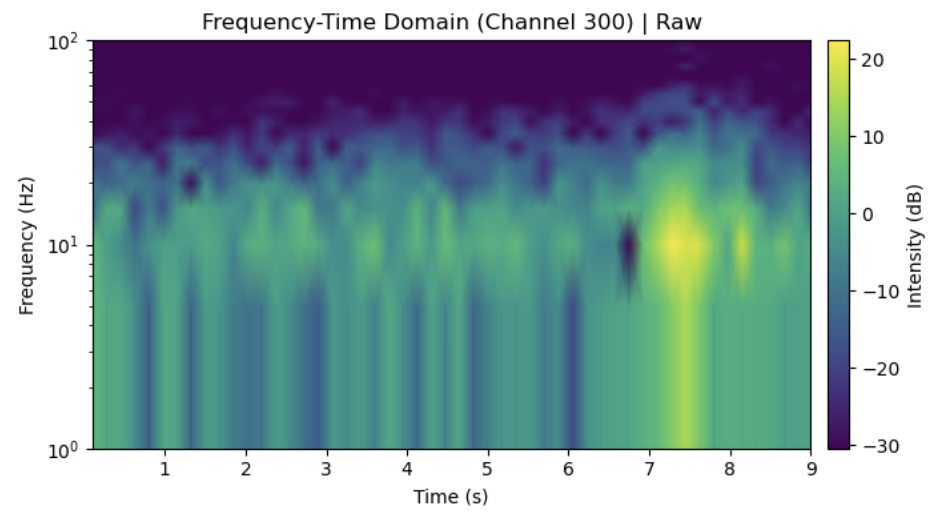 Frequency-Time Domain (Channel 300) | Raw
10²
10¹
10⁰
Frequency (Hz)
1 2 3 4 5 6 7 8 9
Time (s)
20
10
0
−10
−20
−30
Intensity (dB)